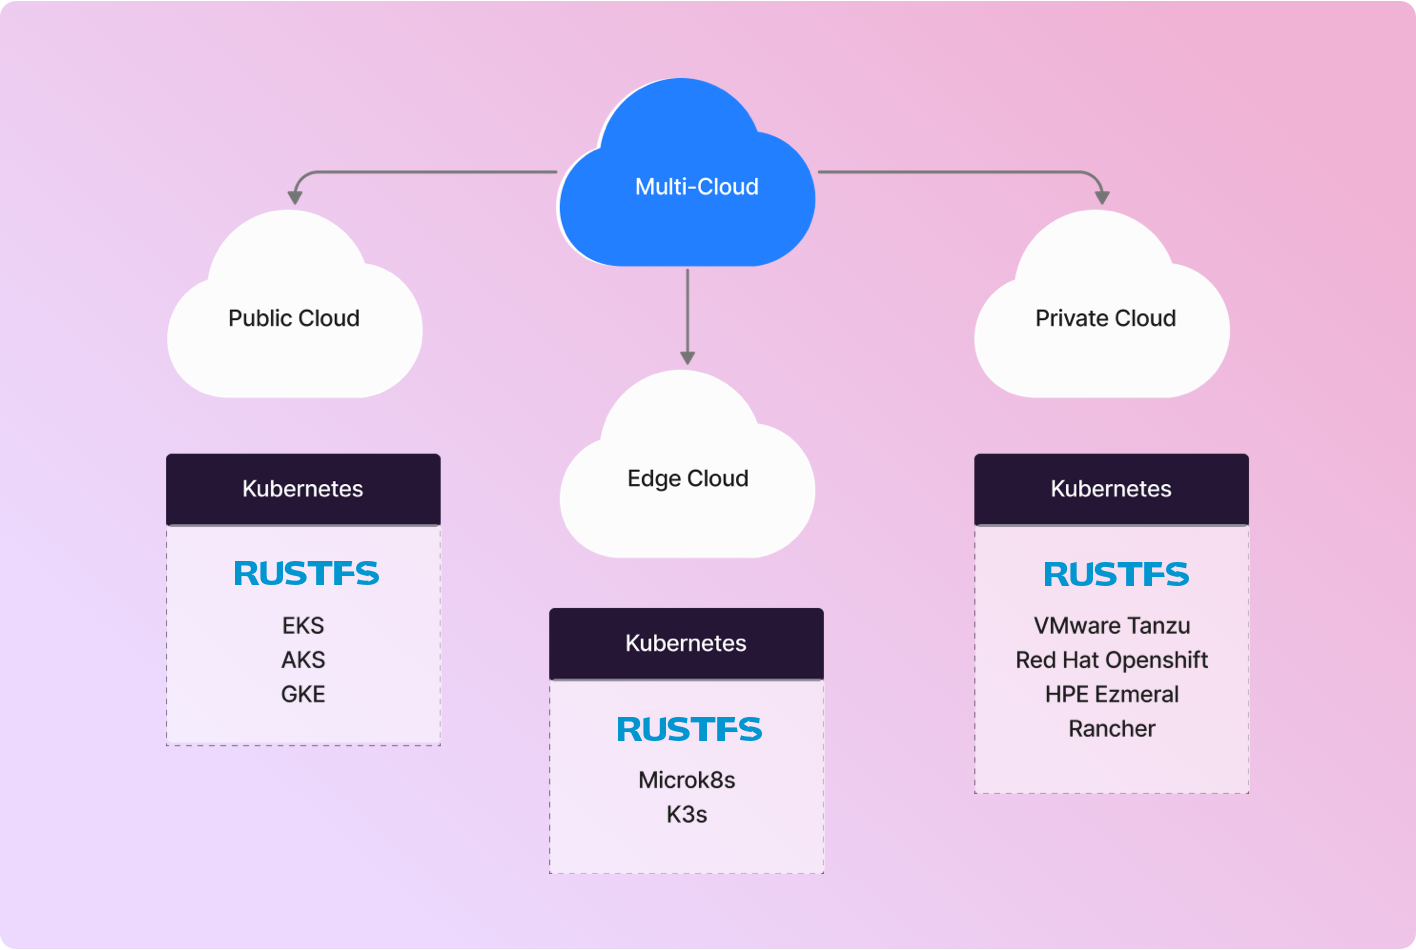 Multi-Cloud
Public Cloud
Kubernetes
RUSTFS
EKS
AKS
GKE
Edge Cloud
Kubernetes
RUSTFS
Microk8s
K3s
Private Cloud
Kubernetes
RUSTFS
VMware Tanzu
Red Hat Openshift
HPE Ezmeral
Rancher